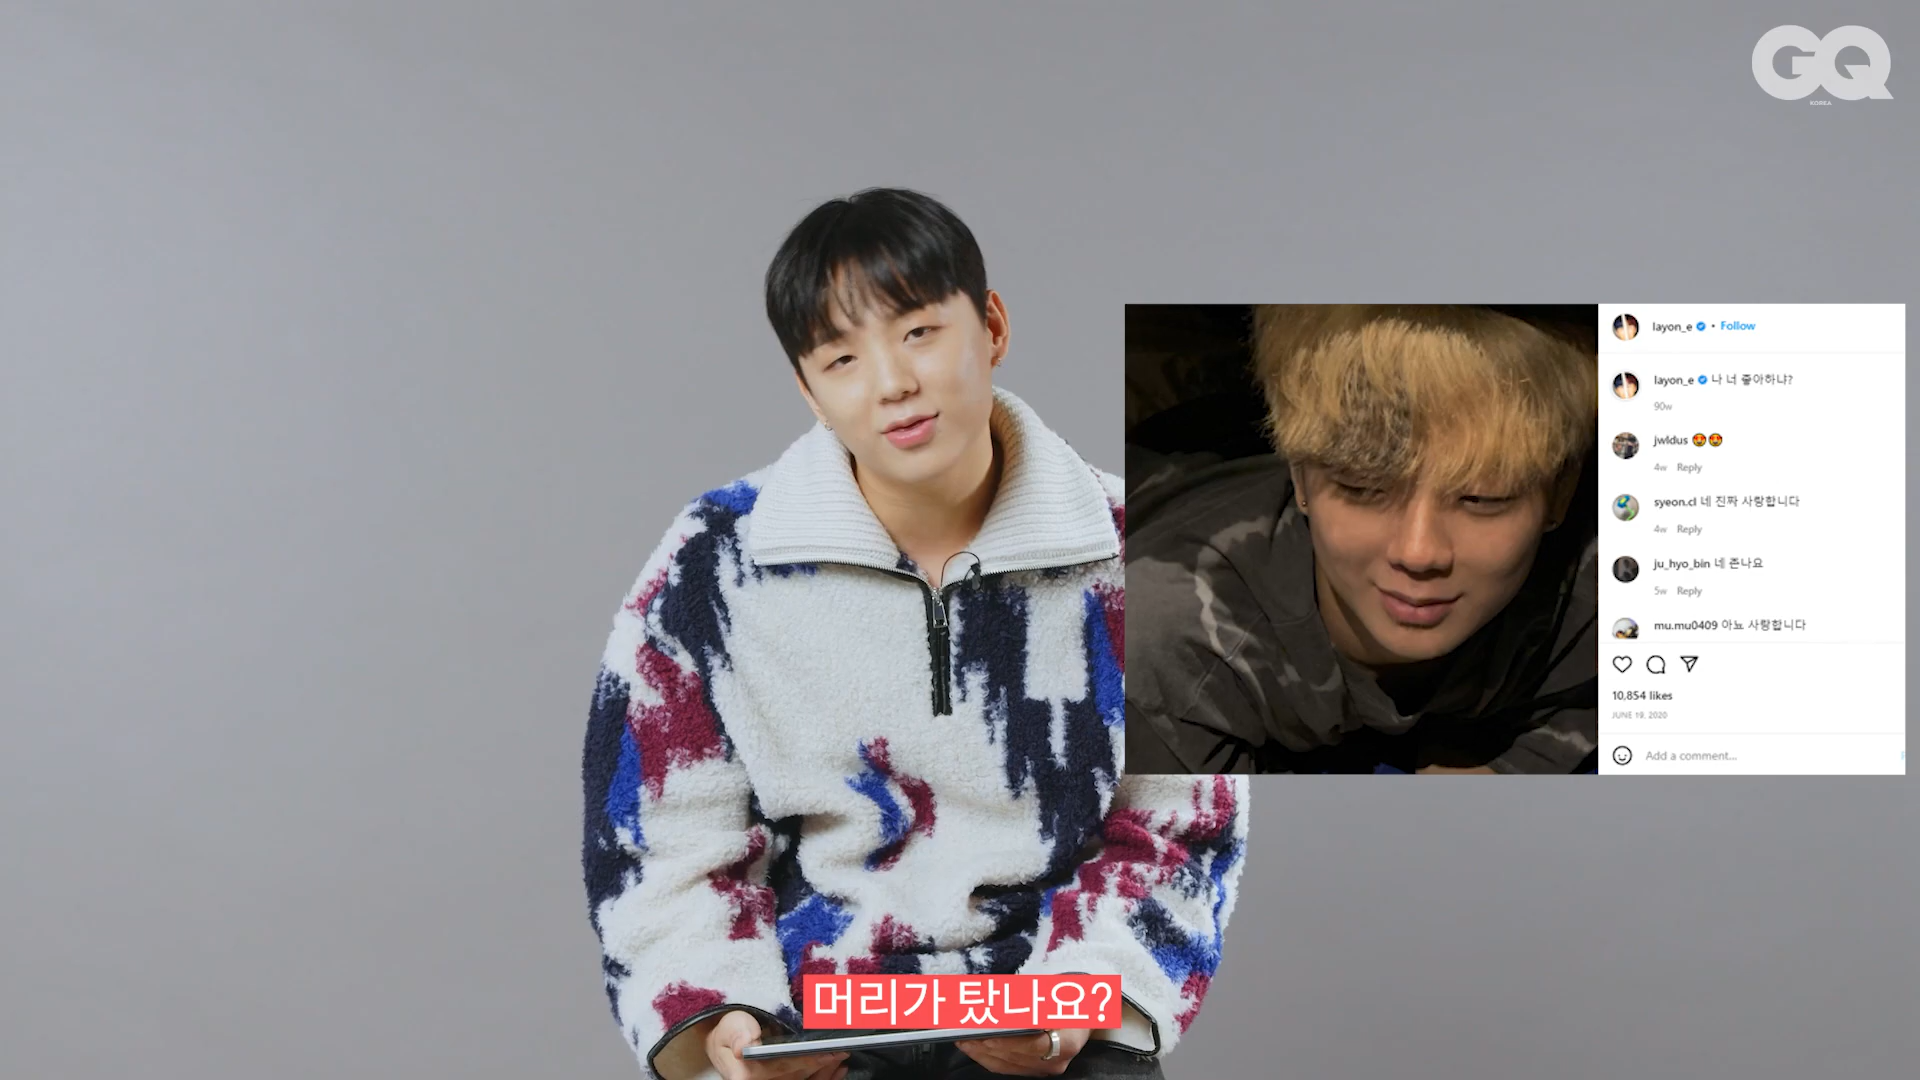 GQ
KOREA
layon_e • Follow
layon_e 나 너 좋아하냐?
90w
jwldus 😍😍
4w Reply
syeon.cl 네 진짜 사랑합니다
4w Reply
ju_hyo_bin 네 존나요
5w Reply
mu.mu0409 아뇨 사랑합니다
10,854 likes
JUNE 19, 2020
Add a comment...
머리가 탔나요?